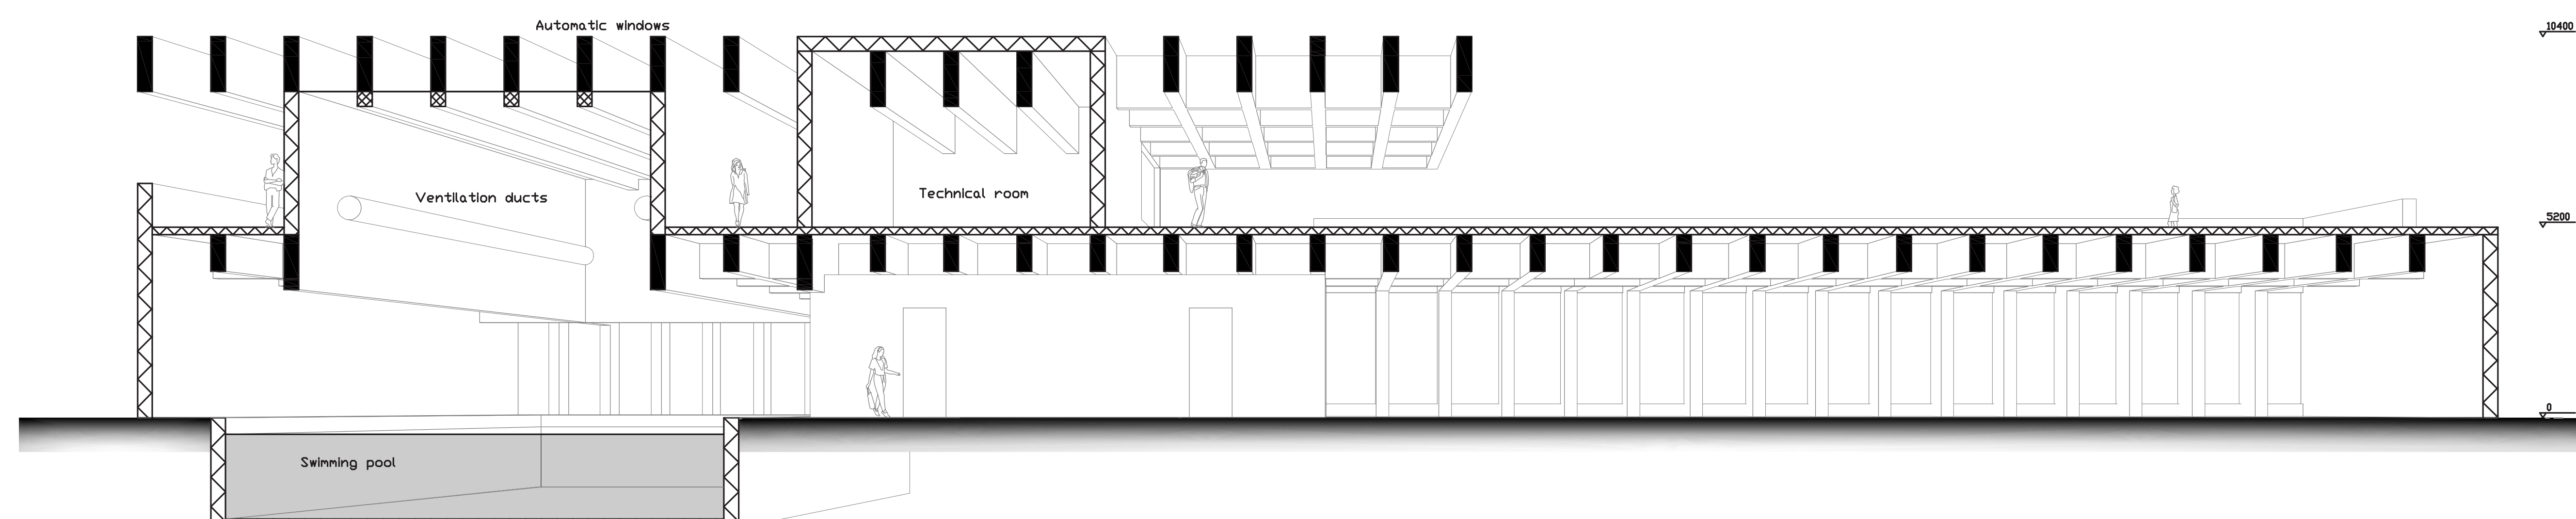 Automatic windows
10400
Ventilation ducts
Technical room
5200
0
Swimming pool